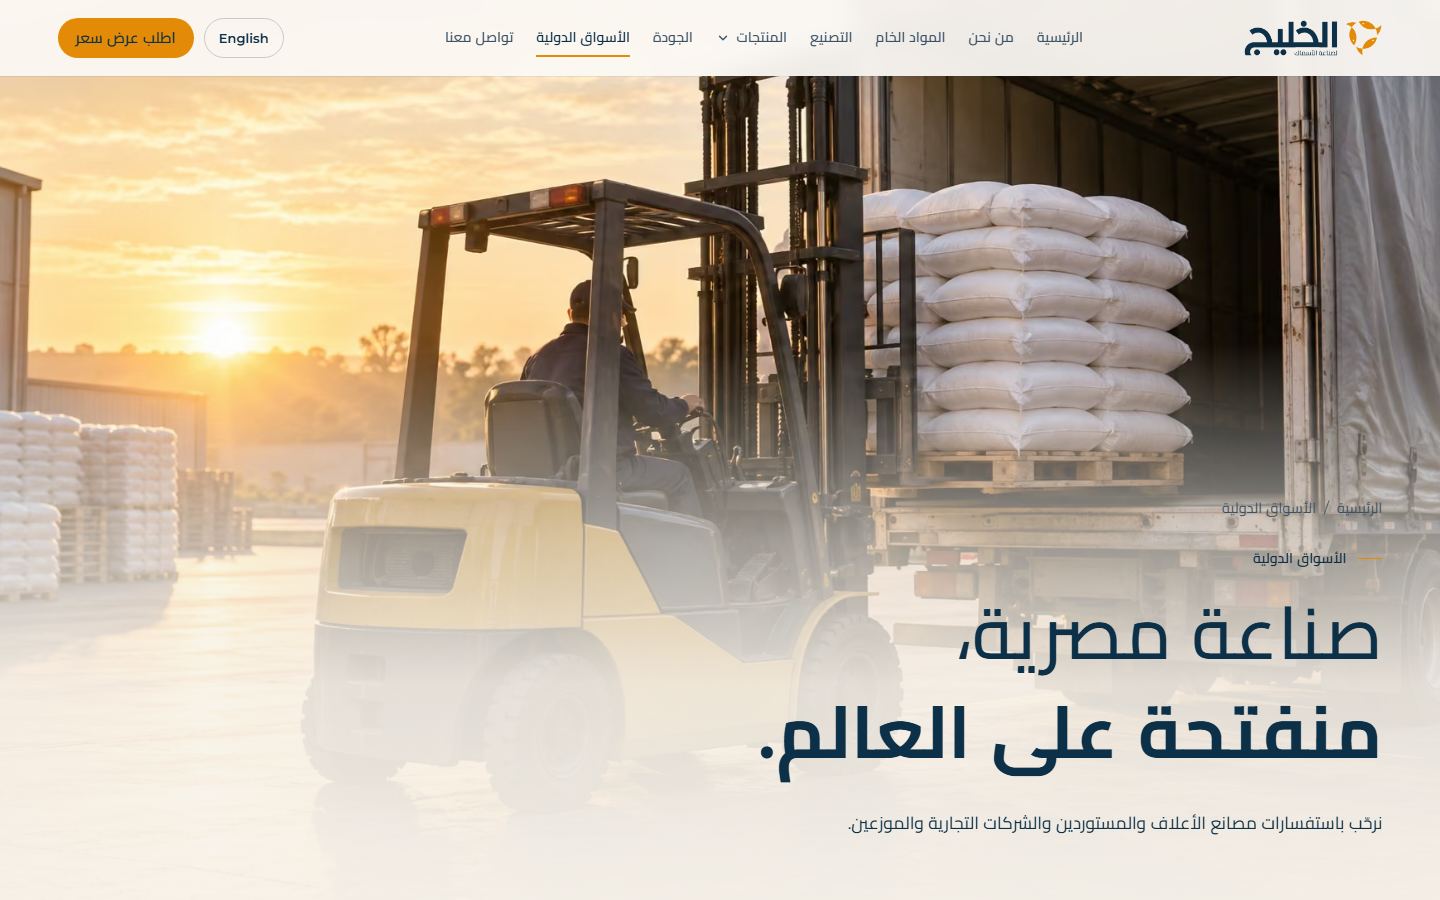 الخليج
لصناعة الأسماك
الرئيسية
من نحن
المواد الخام
التصنيع
المنتجات
الجودة
الأسواق الدولية
تواصل معنا
English
اطلب عرض سعر
الرئيسية / الأسواق الدولية
الأسواق الدولية
صناعة مصرية،
منفتحة على العالم.
نرحّب باستفسارات مصانع الأعلاف والمستوردين والشركات التجارية والموزعين.